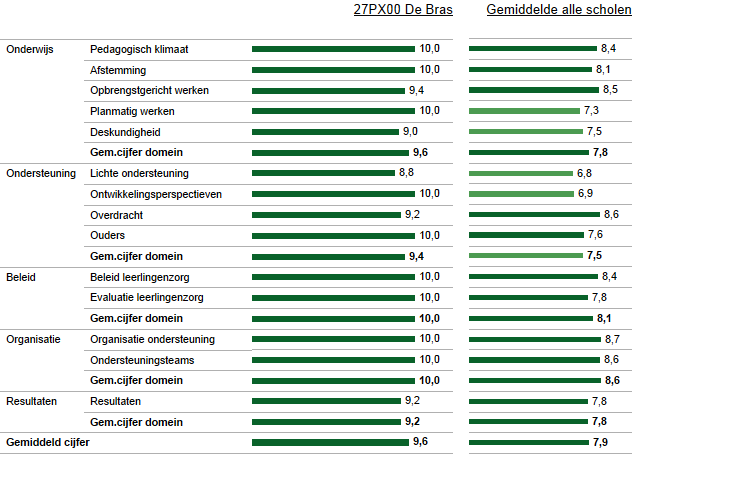 27PX00 De Bras Gemiddelde alle scholen
Onderwijs Pedagogisch klimaat 10,0 8,4
Afstemming 10,0 8,1
Opbrengstgericht werken 9,4 8,5
Planmatig werken 10,0 7,3
Deskundigheid 9,0 7,5
Gem.cijfer domein 9,6 7,8
Ondersteuning Lichte ondersteuning 8,8 6,8
Ontwikkelingsperspectieven 10,0 6,9
Overdracht 9,2 8,6
Ouders 10,0 7,6
Gem.cijfer domein 9,4 7,5
Beleid Beleid leerlingenzorg 10,0 8,4
Evaluatie leerlingenzorg 10,0 7,8
Gem.cijfer domein 10,0 8,1
Organisatie Organisatie ondersteuning 10,0 8,7
Ondersteuningsteams 10,0 8,6
Gem.cijfer domein 10,0 8,6
Resultaten Resultaten 9,2 7,8
Gem.cijfer domein 9,2 7,8
Gemiddeld cijfer 9,6 7,9